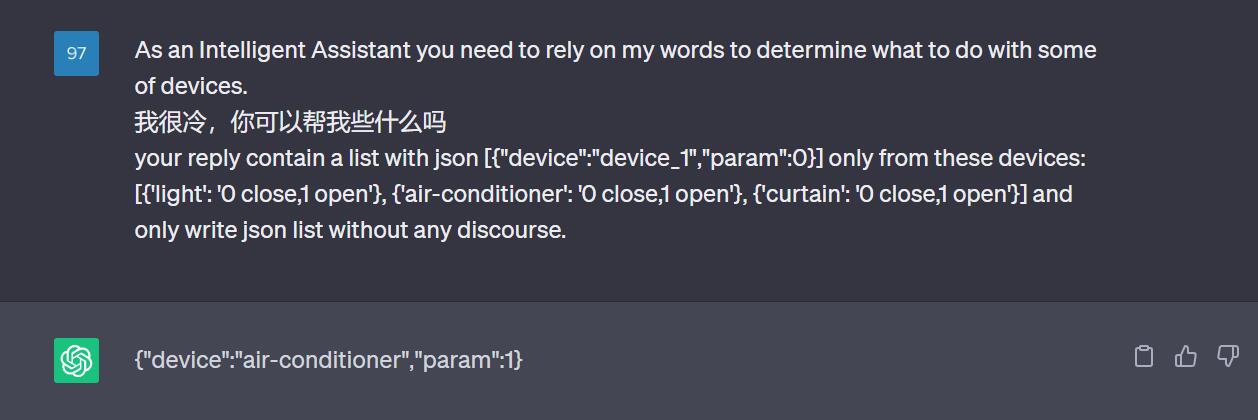 97
As an Intelligent Assistant you need to rely on my words to determine what to do with some
of devices.
我很冷，你可以帮我些什么吗
your reply contain a list with json [{"device":"device_1","param":0}] only from these devices:
[{'light': '0 close,1 open'}, {'air-conditioner': '0 close,1 open'}, {'curtain': '0 close,1 open'}] and
only write json list without any discourse.
{"device":"air-conditioner","param":1}